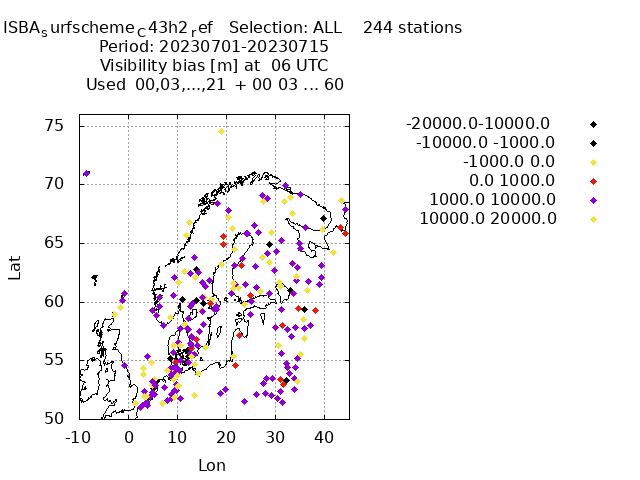 ISBAsurfschemeC43h2ref Selection: ALL 244 stations
Period: 20230701-20230715
Visibility bias [m] at 06 UTC
Used 00,03,...,21 + 00 03 ... 60
75
70
65
60
55
50
-10 0 10 20 30 40
Lat
Lon
-20000.0-10000.0
-10000.0 -1000.0
-1000.0 0.0
0.0 1000.0
1000.0 10000.0
10000.0 20000.0